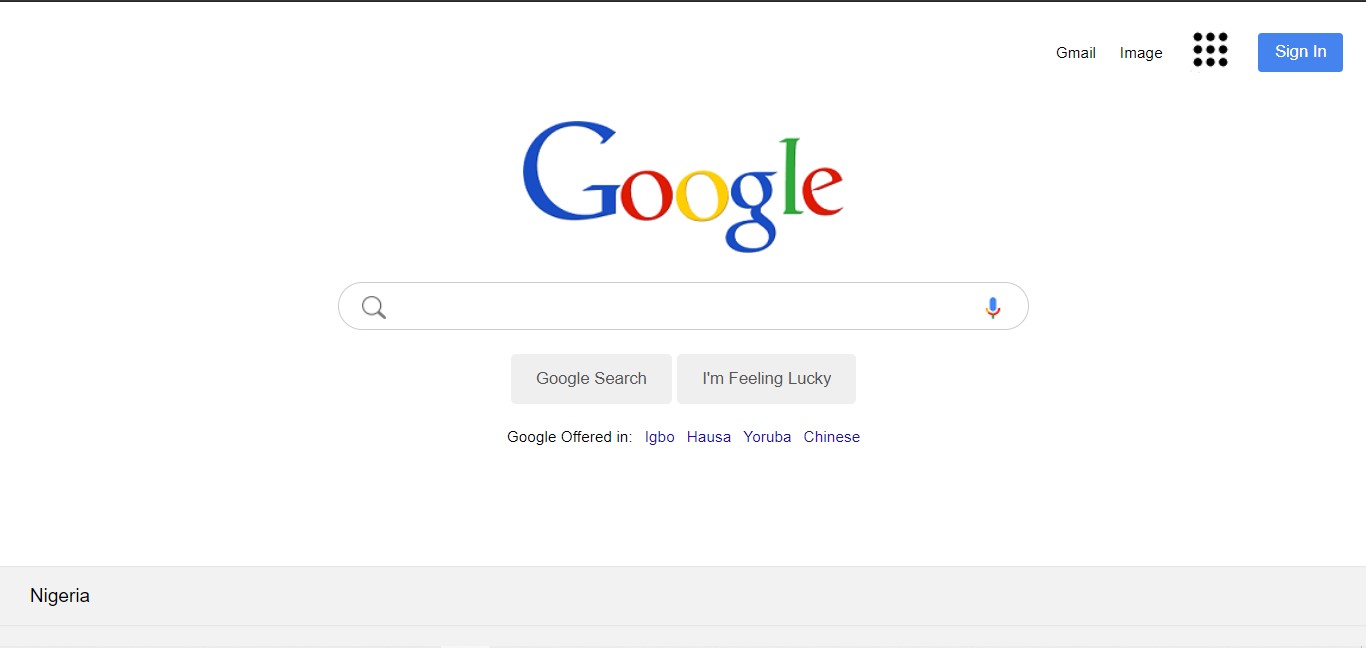 Gmail Image Sign In
Google
Google Search I'm Feeling Lucky
Google Offered in: Igbo Hausa Yoruba Chinese
Nigeria